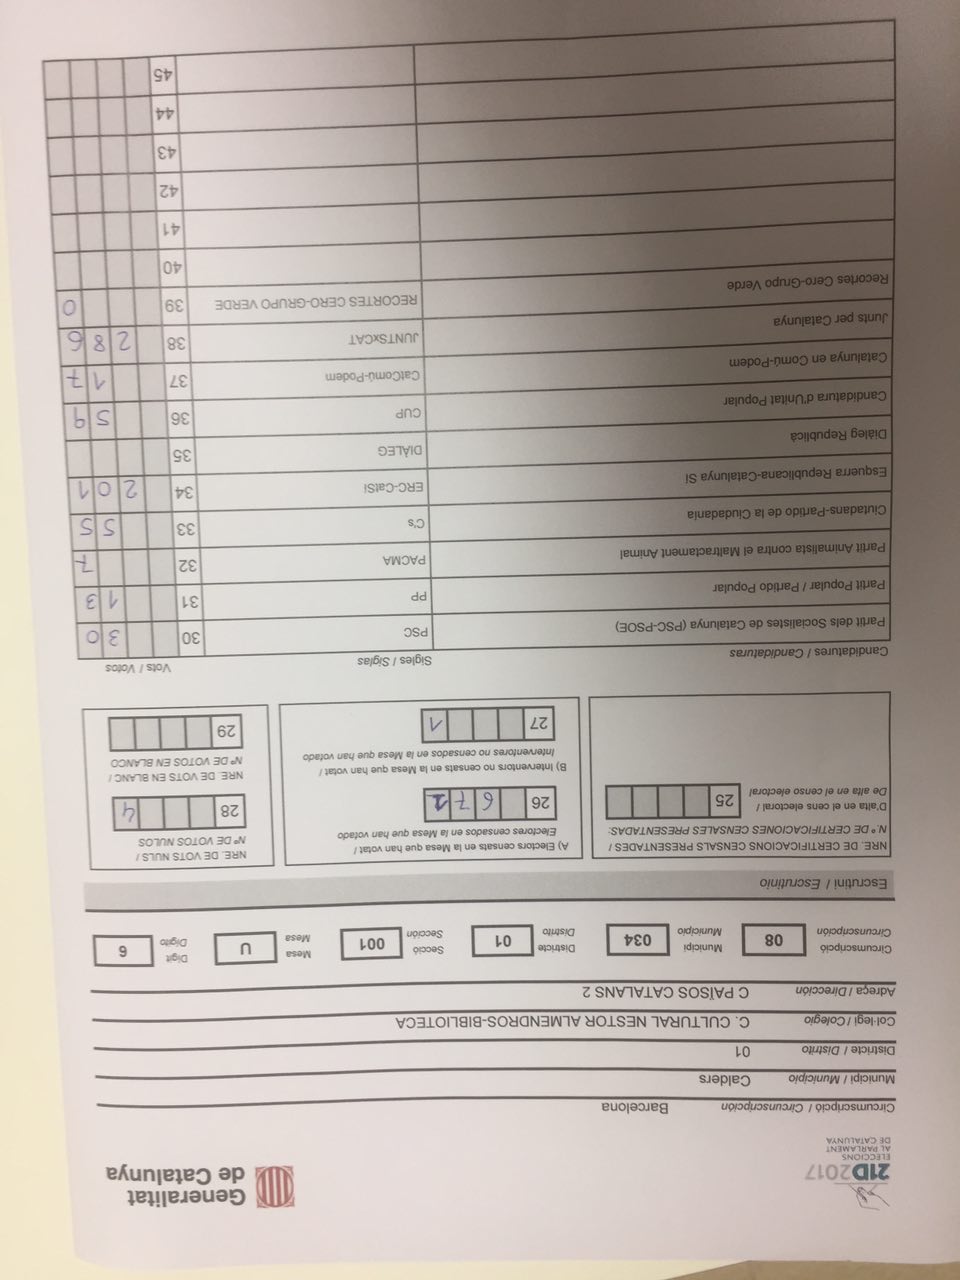 21D2017
ELECCIONS
AL PARLAMENT
DE CATALUNYA
Generalitat
de Catalunya
Circumscripció / Circunscripción Barcelona
Municipi / Municipio Calders
Districte / Distrito 01
Col·legi / Colegio C. CULTURAL NESTOR ALMENDROS-BIBLIOTECA
Adreça / Dirección C PAÏSOS CATALANS 2
Circumscripció
Circunscripción 08
Municipi
Municipio 034
Districte
Distrito 01
Secció
Sección 001
Mesa
Mesa U
Dígit
Dígito 6
Escrutini / Escrutinio
NRE. DE CERTIFICACIONS CENSALS PRESENTADES /
N.º DE CERTIFICACIONES CENSALES PRESENTADAS:
D'alta en el cens electoral /
De alta en el censo electoral 25
A) Electors censats en la Mesa que han votat /
Electores censados en la Mesa que han votado
26 671
B) Interventors no censats en la Mesa que han votat /
Interventores no censados en la Mesa que han votado
27 1
NRE. DE VOTS NULS /
Nº DE VOTOS NULOS
28 4
NRE. DE VOTS EN BLANC /
Nº DE VOTOS EN BLANCO
29
Candidatures / Candidaturas Sigles / Siglas Vots / Votos
Partit dels Socialistes de Catalunya (PSC-PSOE) PSC 30 30
Partit Popular / Partido Popular PP 31 13
Partit Animalista contra el Maltractament Animal PACMA 32 7
Ciutadans-Partido de la Ciudadanía C's 33 55
Esquerra Republicana-Catalunya Sí ERC-CatSí 34 201
Diàleg Republicà DIÀLEG 35
Candidatura d'Unitat Popular CUP 36 59
Catalunya en Comú-Podem CatComú-Podem 37 17
Junts per Catalunya JUNTSxCAT 38 286
Recortes Cero-Grupo Verde RECORTES CERO-GRUPO VERDE 39 0
40
41
42
43
44
45